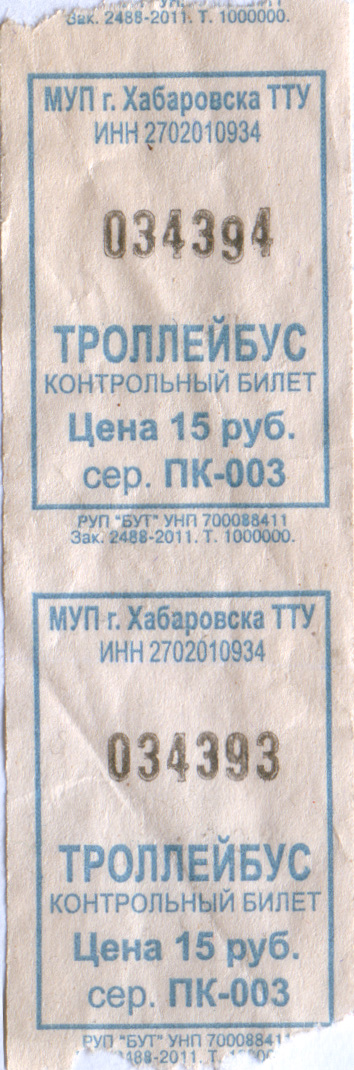 Зак. 2488-2011. Т. 1000000.
МУП г. Хабаровска ТТУ
ИНН 2702010934
034394
ТРОЛЛЕЙБУС
КОНТРОЛЬНЫЙ БИЛЕТ
Цена 15 руб.
сер. ПК-003
РУП "БУТ" УНП 700088411
Зак. 2488-2011. Т. 1000000.
МУП г. Хабаровска ТТУ
ИНН 2702010934
034393
ТРОЛЛЕЙБУС
КОНТРОЛЬНЫЙ БИЛЕТ
Цена 15 руб.
сер. ПК-003
РУП "БУТ" УНП 700088411